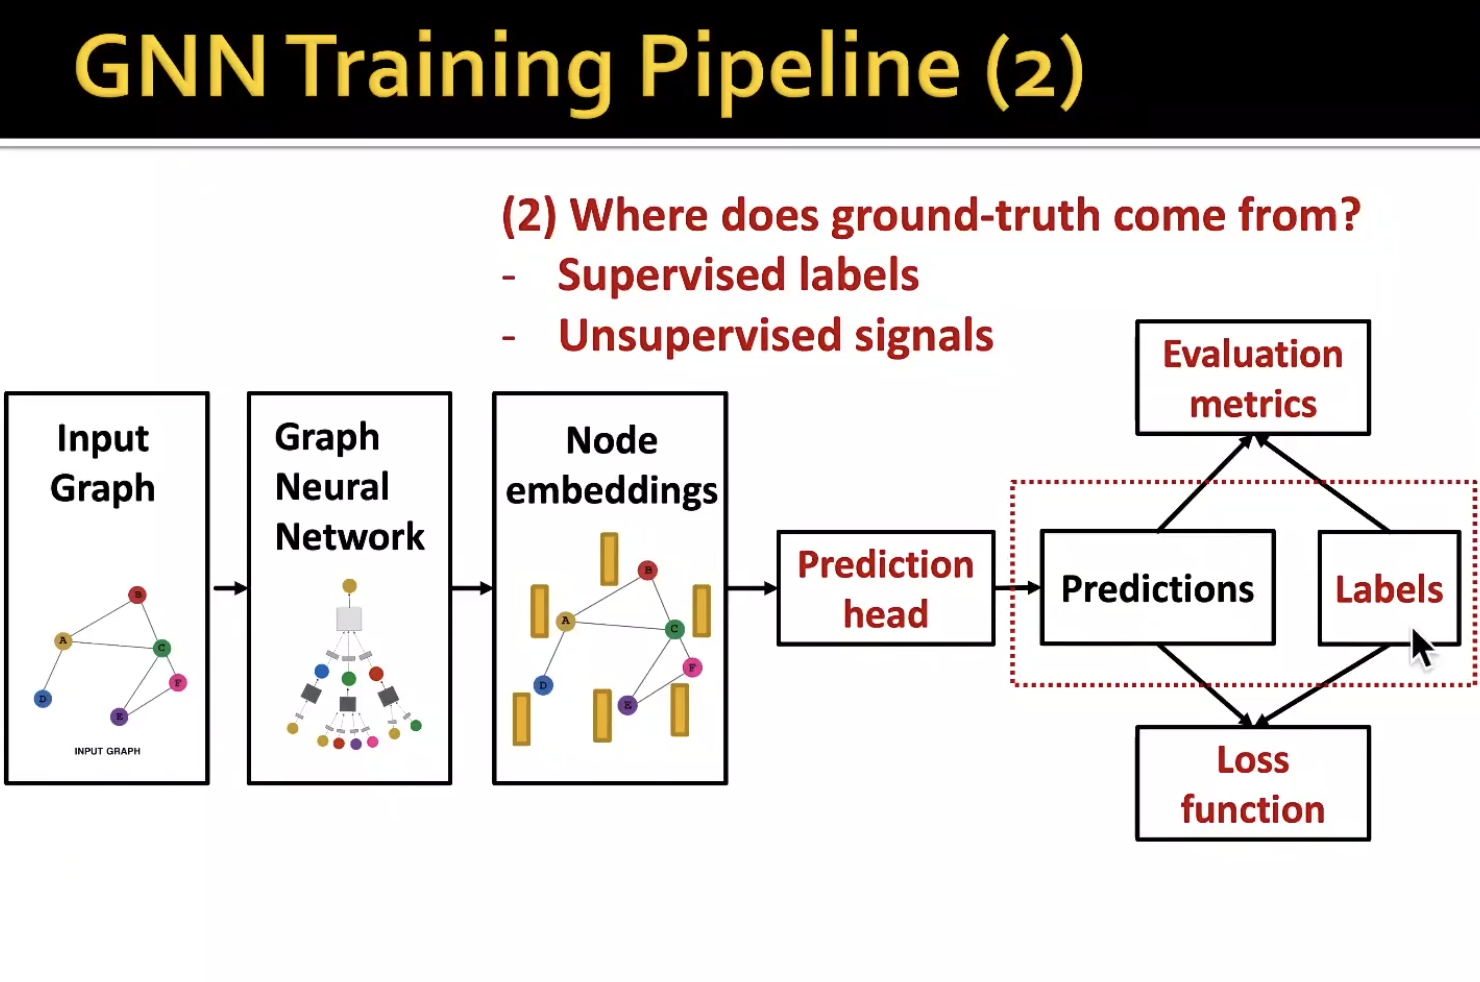 GNN Training Pipeline (2)
(2) Where does ground-truth come from?
- Supervised labels
- Unsupervised signals
Input
Graph
B
A
C
F
D
E
INPUT GRAPH
Graph
Neural
Network
Node
embeddings
B
A
C
F
D
E
Prediction
head
Predictions
Labels
Evaluation
metrics
Loss
function